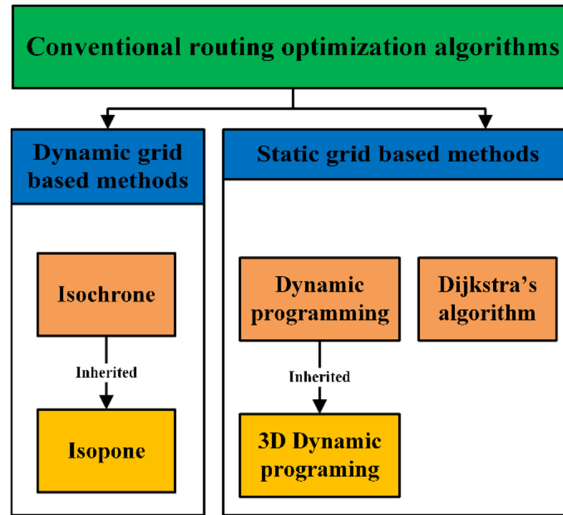 Conventional routing optimization algorithms
Dynamic grid
based methods
Isochrone
Inherited
Isopone
Static grid based methods
Dynamic
programming
Dijkstra's
algorithm
Inherited
3D Dynamic
programing